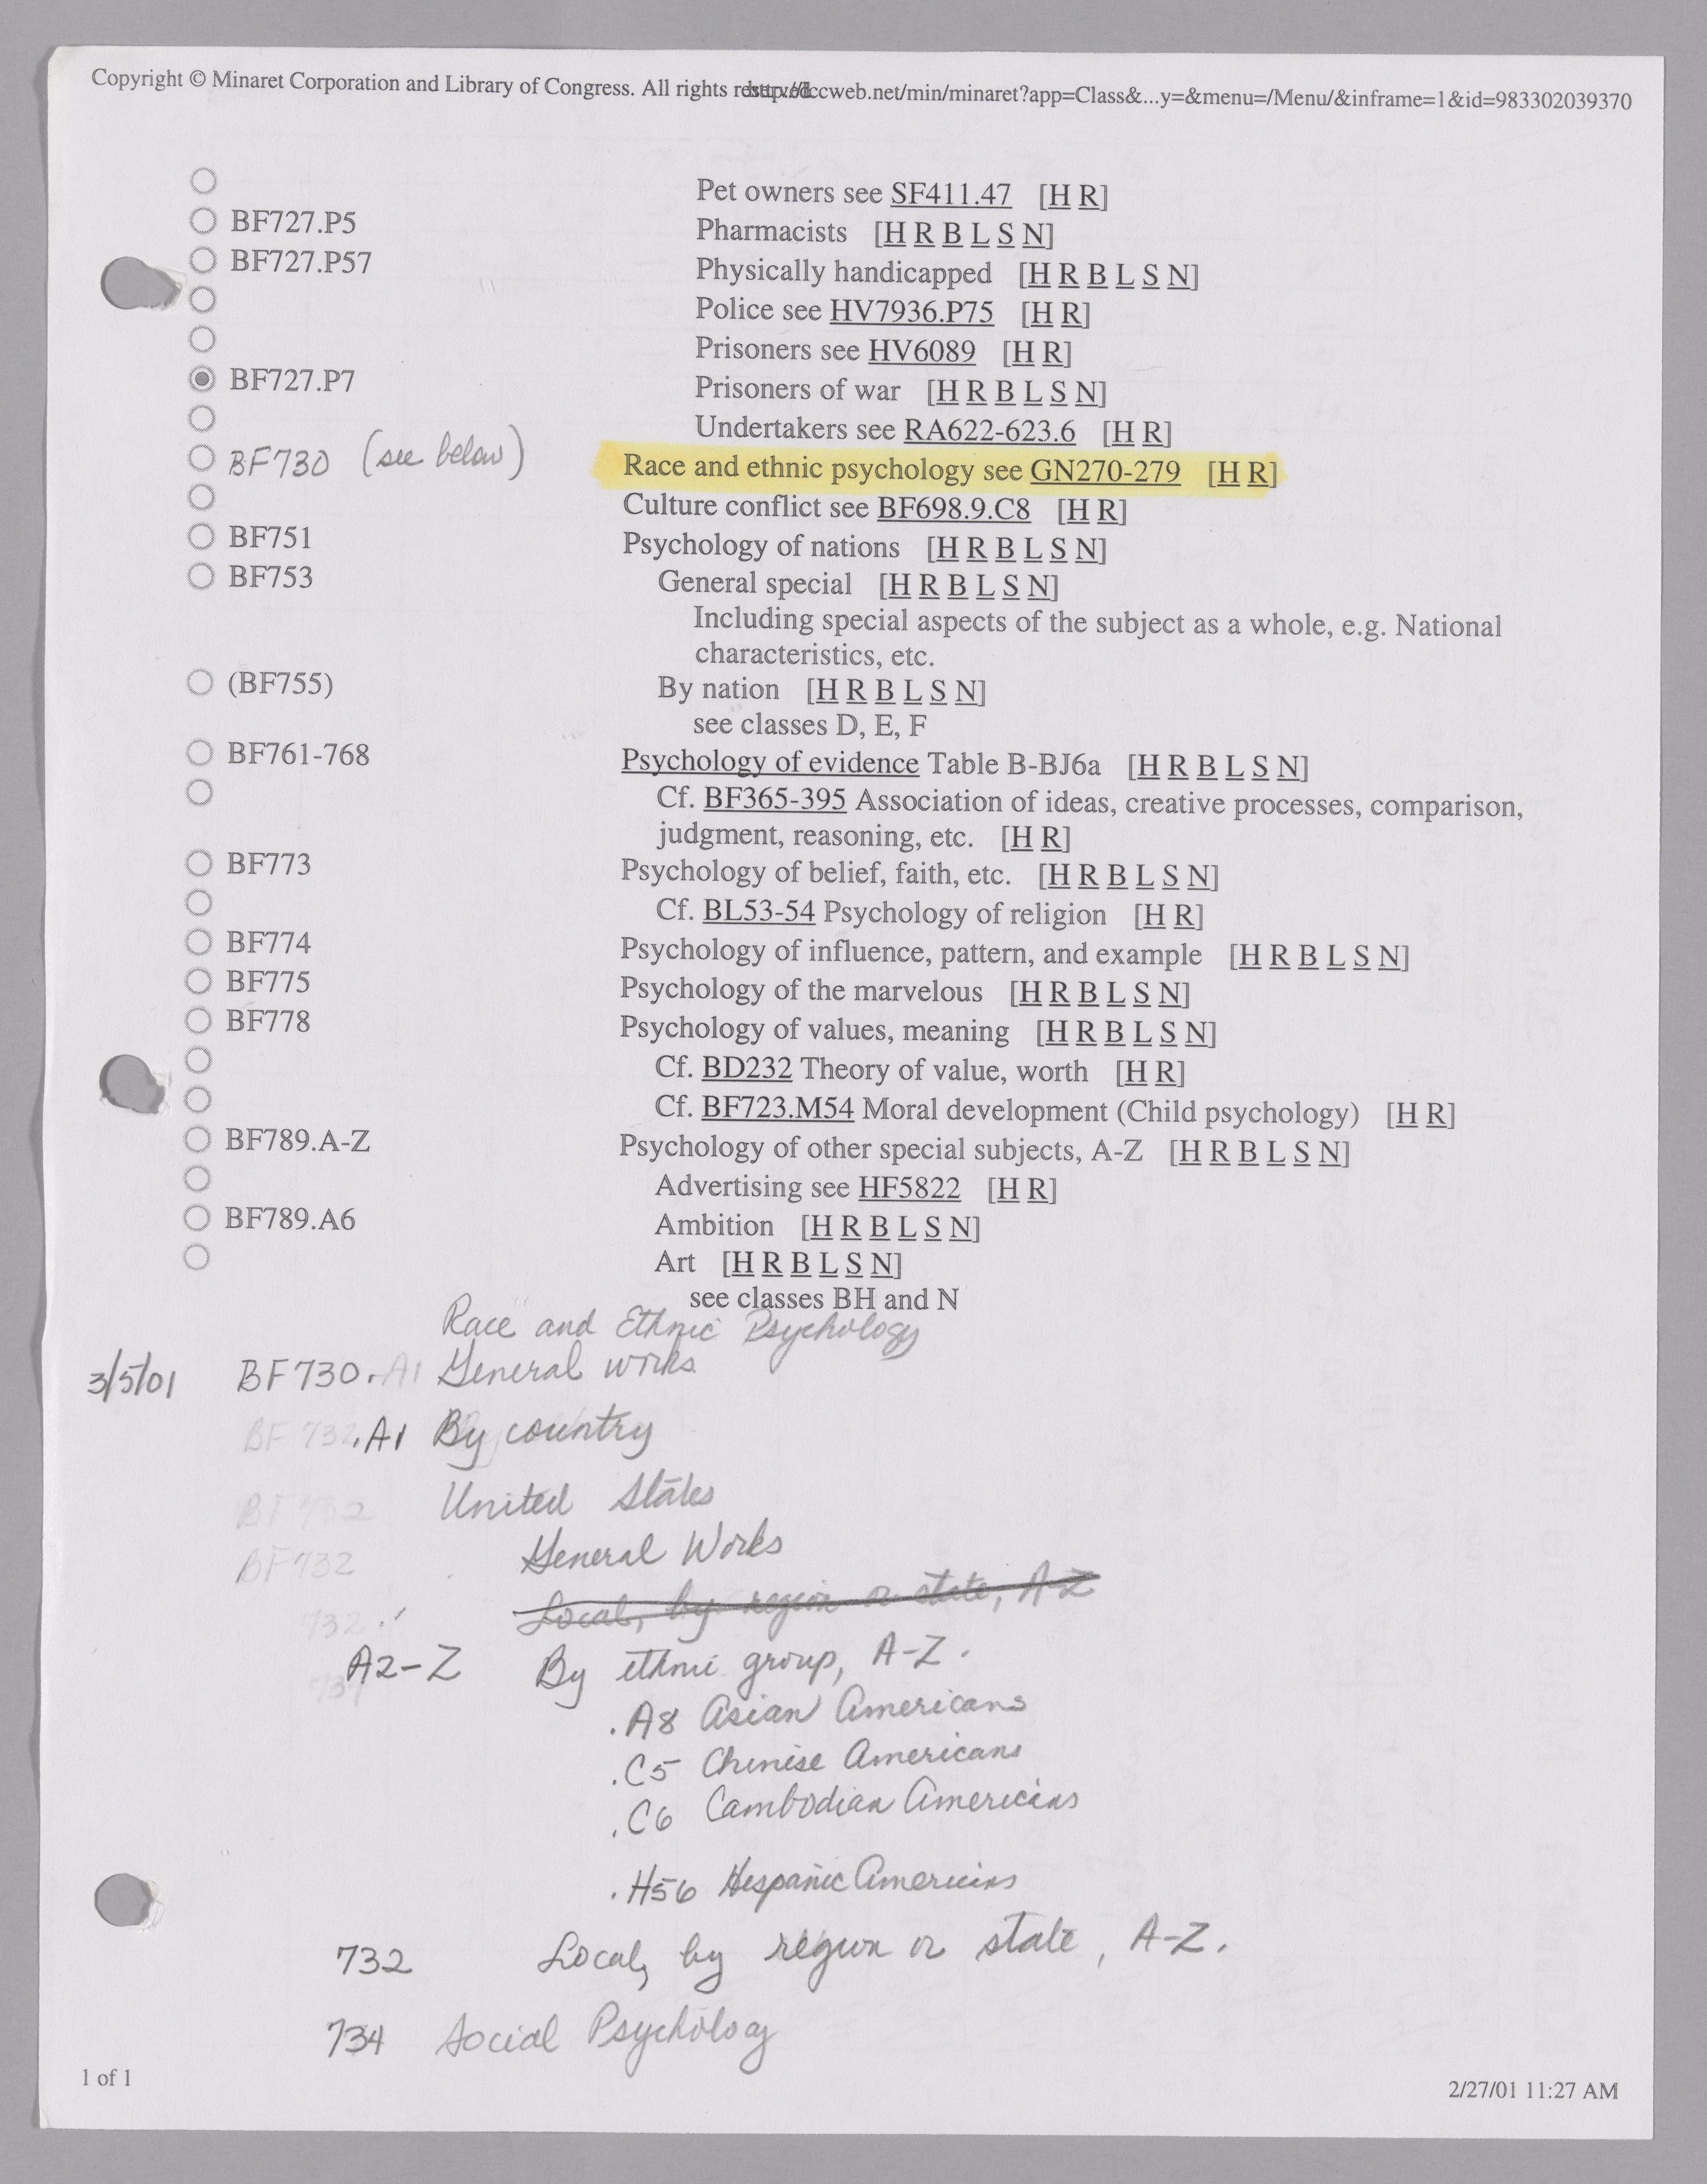 Copyright © Minaret Corporation and Library of Congress. All rights reserved. http://lccweb.net/min/minaret?app=Class&...y=&menu=/Menu/&inframe=1&id=983302039370
Pet owners see SF411.47 [H R]
BF727.P5 Pharmacists [H R B L S N]
BF727.P57 Physically handicapped [H R B L S N]
Police see HV7936.P75 [H R]
Prisoners see HV6089 [H R]
BF727.P7 Prisoners of war [H R B L S N]
Undertakers see RA622-623.6 [H R]
BF730 (see below) Race and ethnic psychology see GN270-279 [H R]
Culture conflict see BF698.9.C8 [H R]
BF751 Psychology of nations [H R B L S N]
BF753 General special [H R B L S N]
Including special aspects of the subject as a whole, e.g. National
characteristics, etc.
(BF755) By nation [H R B L S N]
see classes D, E, F
BF761-768 Psychology of evidence Table B-BJ6a [H R B L S N]
Cf. BF365-395 Association of ideas, creative processes, comparison,
judgment, reasoning, etc. [H R]
BF773 Psychology of belief, faith, etc. [H R B L S N]
Cf. BL53-54 Psychology of religion [H R]
BF774 Psychology of influence, pattern, and example [H R B L S N]
BF775 Psychology of the marvelous [H R B L S N]
BF778 Psychology of values, meaning [H R B L S N]
Cf. BD232 Theory of value, worth [H R]
Cf. BF723.M54 Moral development (Child psychology) [H R]
BF789.A-Z Psychology of other special subjects, A-Z [H R B L S N]
Advertising see HF5822 [H R]
BF789.A6 Ambition [H R B L S N]
Art [H R B L S N]
see classes BH and N
Race and Ethnic Psychology
3/5/01 BF730.A1 General works
BF732.A1 By country
BF732 United States
BF732 General Works
732. Local, by region or state, A-Z
A2-Z By ethnic group, A-Z.
.A8 Asian Americans
.C5 Chinese Americans
.C6 Cambodian Americans
.H56 Hispanic Americans
732 Local, by region or state, A-Z.
734 Social Psychology
1 of 1
2/27/01 11:27 AM